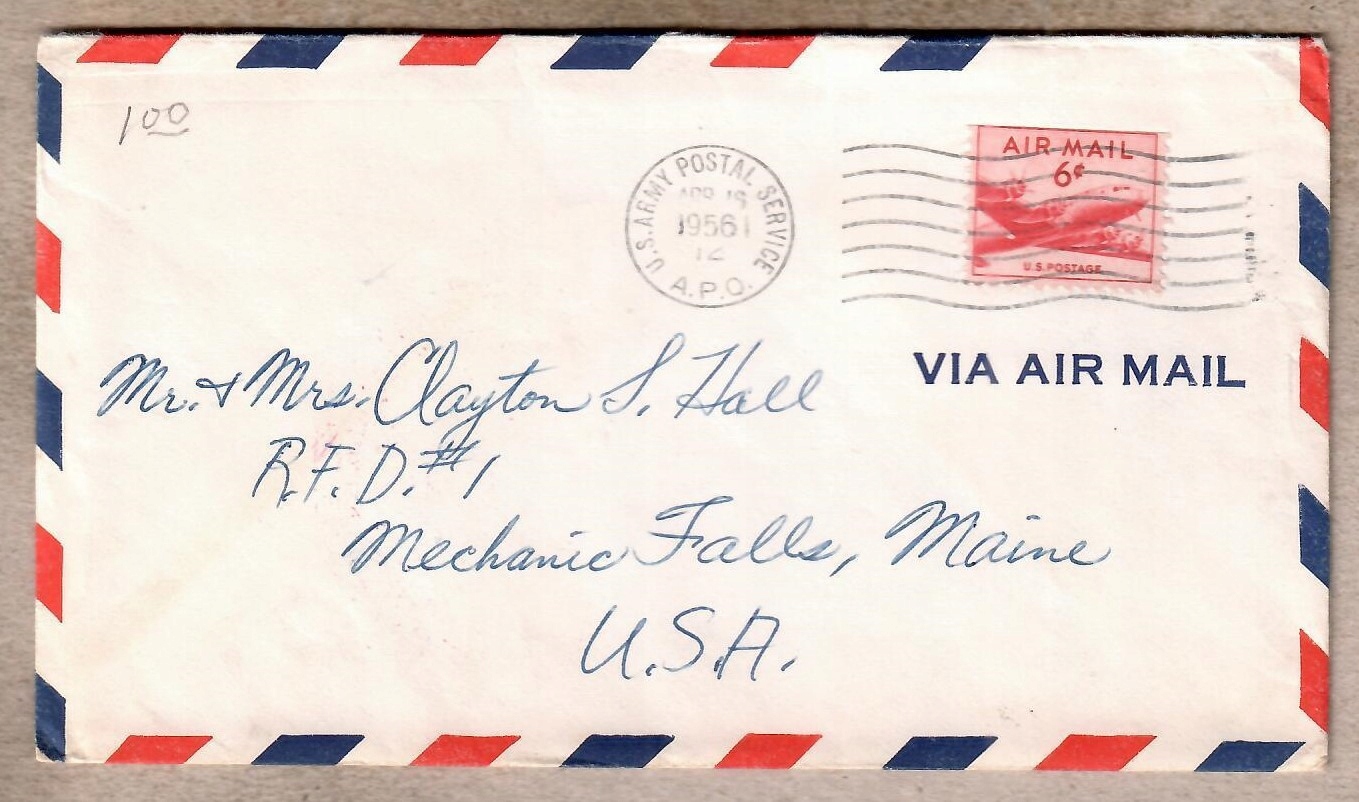 100
U.S. ARMY POSTAL SERVICE
APR 19
1956
12
A.P.O.
AIR MAIL
6¢
U.S. POSTAGE
VIA AIR MAIL
Mr. & Mrs. Clayton S. Hall
R.F.D. #1
Mechanic Falls, Maine
U.S.A.